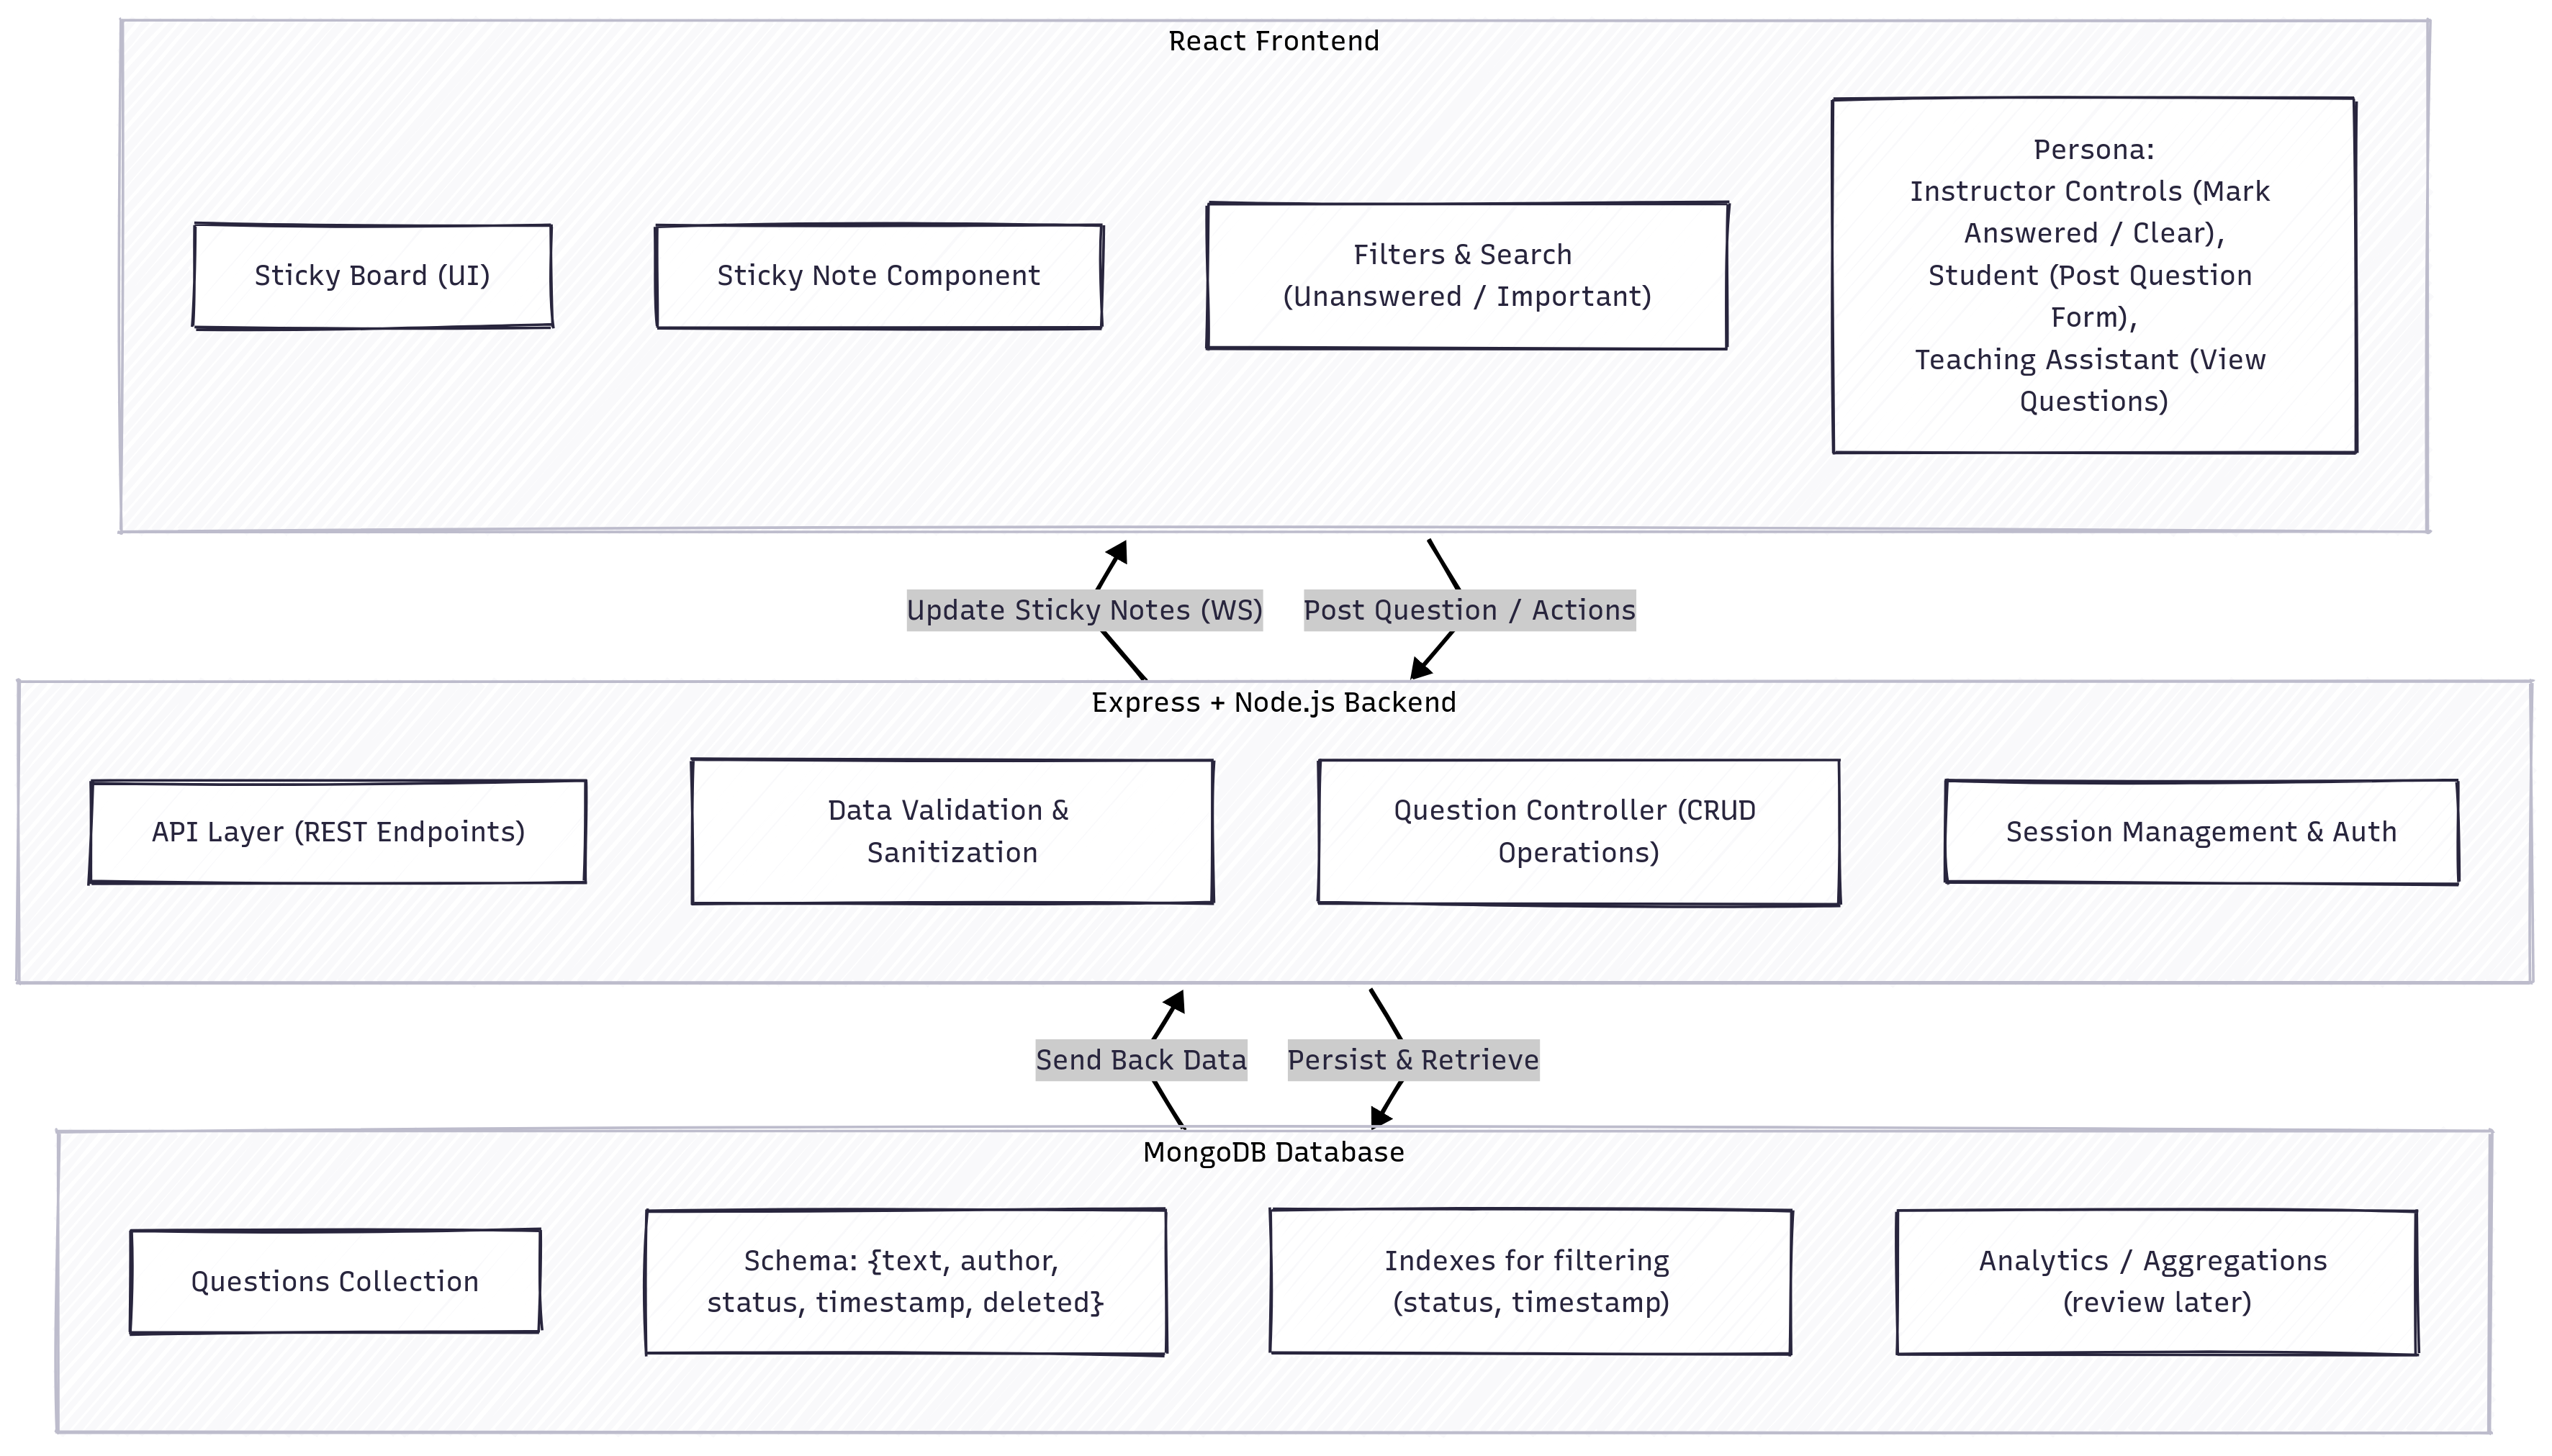 React Frontend
Sticky Board (UI)
Sticky Note Component
Filters & Search
(Unanswered / Important)
Persona:
Instructor Controls (Mark
Answered / Clear),
Student (Post Question
Form),
Teaching Assistant (View
Questions)
Update Sticky Notes (WS)
Post Question / Actions
Express + Node.js Backend
API Layer (REST Endpoints)
Data Validation &
Sanitization
Question Controller (CRUD
Operations)
Session Management & Auth
Send Back Data
Persist & Retrieve
MongoDB Database
Questions Collection
Schema: {text, author,
status, timestamp, deleted}
Indexes for filtering
(status, timestamp)
Analytics / Aggregations
(review later)